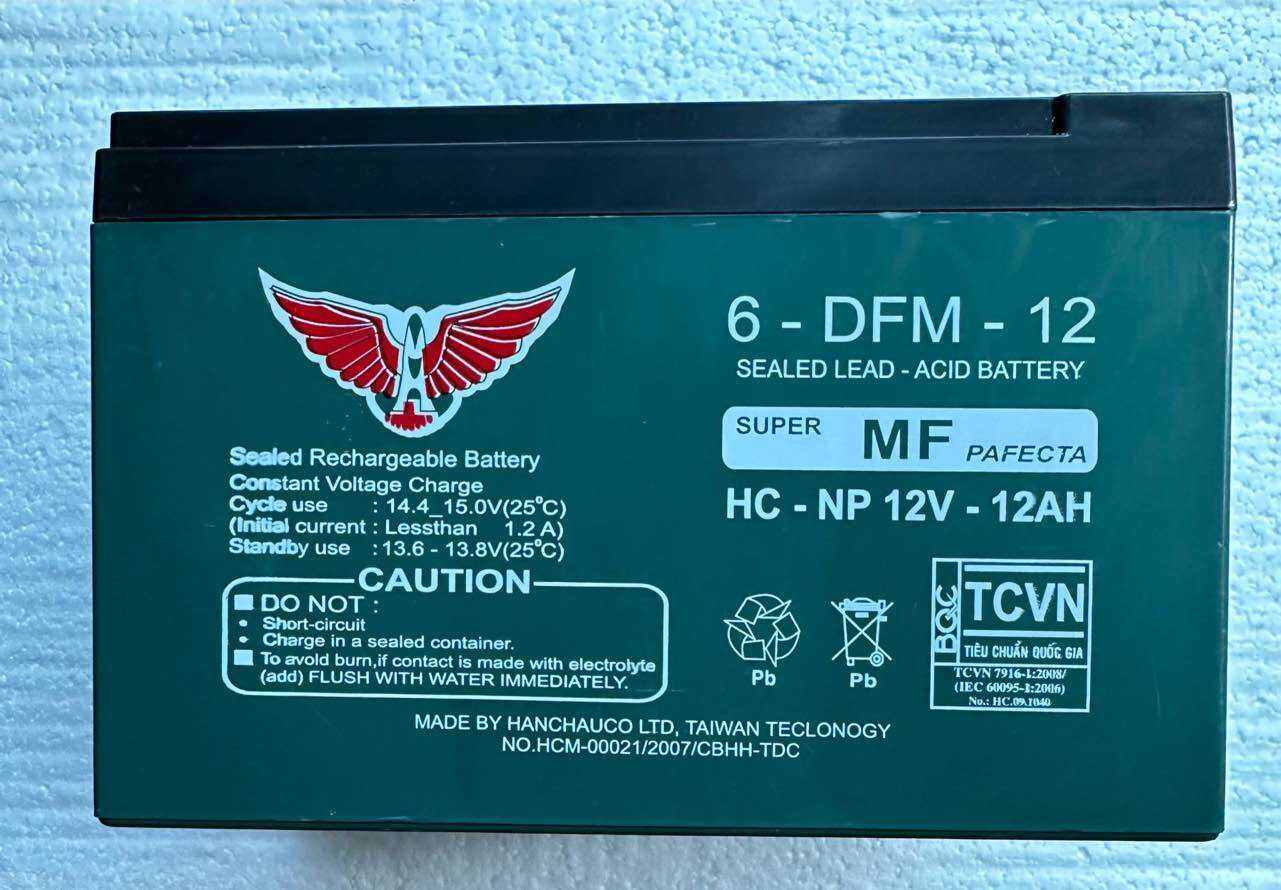 6 - DFM - 12
SEALED LEAD - ACID BATTERY
SUPER MF PAFECTA
HC - NP 12V - 12AH
Sealed Rechargeable Battery
Constant Voltage Charge
Cycle use : 14.4_15.0V(25°C)
(Initial current : Lessthan 1.2 A)
Standby use : 13.6 - 13.8V(25°C)
CAUTION
DO NOT :
• Short-circuit
• Charge in a sealed container.
To avold burn,if contact is made with electrolyte
(add) FLUSH WITH WATER IMMEDIATELY.
Pb
Pb
BQC
TCVN
TIÊU CHUẨN QUỐC GIA
TCVN 7916-1:2008/
(IEC 60095-1:2006)
No.: HC.09.1040
MADE BY HANCHAUCO LTD, TAIWAN TECLONOGY
NO.HCM-00021/2007/CBHH-TDC